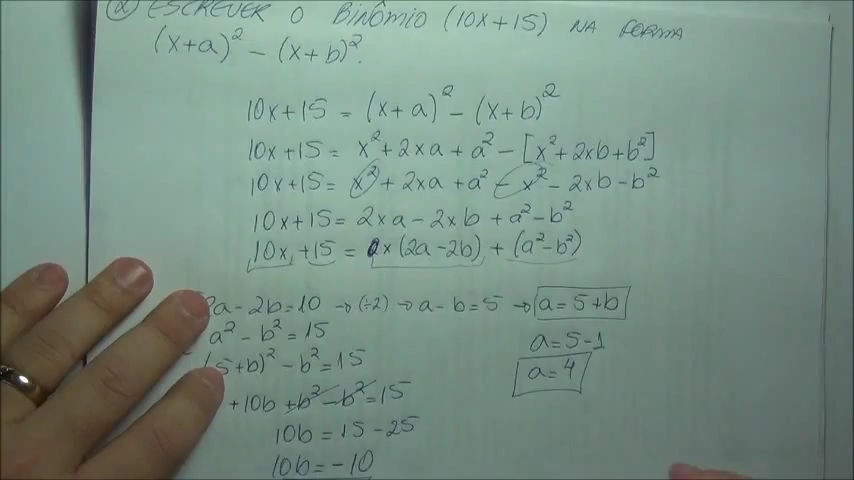 ② ESCREVER O BINÔMIO (10x+15) NA FORMA
(x+a)² - (x+b)².
10x+15 = (x+a)² - (x+b)²
10x+15 = x²+2xa+a² - [x²+2xb+b²]
10x+15 = x² + 2xa + a² - x² - 2xb - b²
10x+15 = 2xa - 2xb + a² - b²
10x + 15 = x (2a - 2b) + (a² - b²)
2a - 2b = 10 → (÷2) → a - b = 5 → a = 5+b
a² - b² = 15 a = 5-1
(5+b)² - b² = 15 a = 4
+10b +b² - b² = 15
10b = 15 - 25
10b = -10